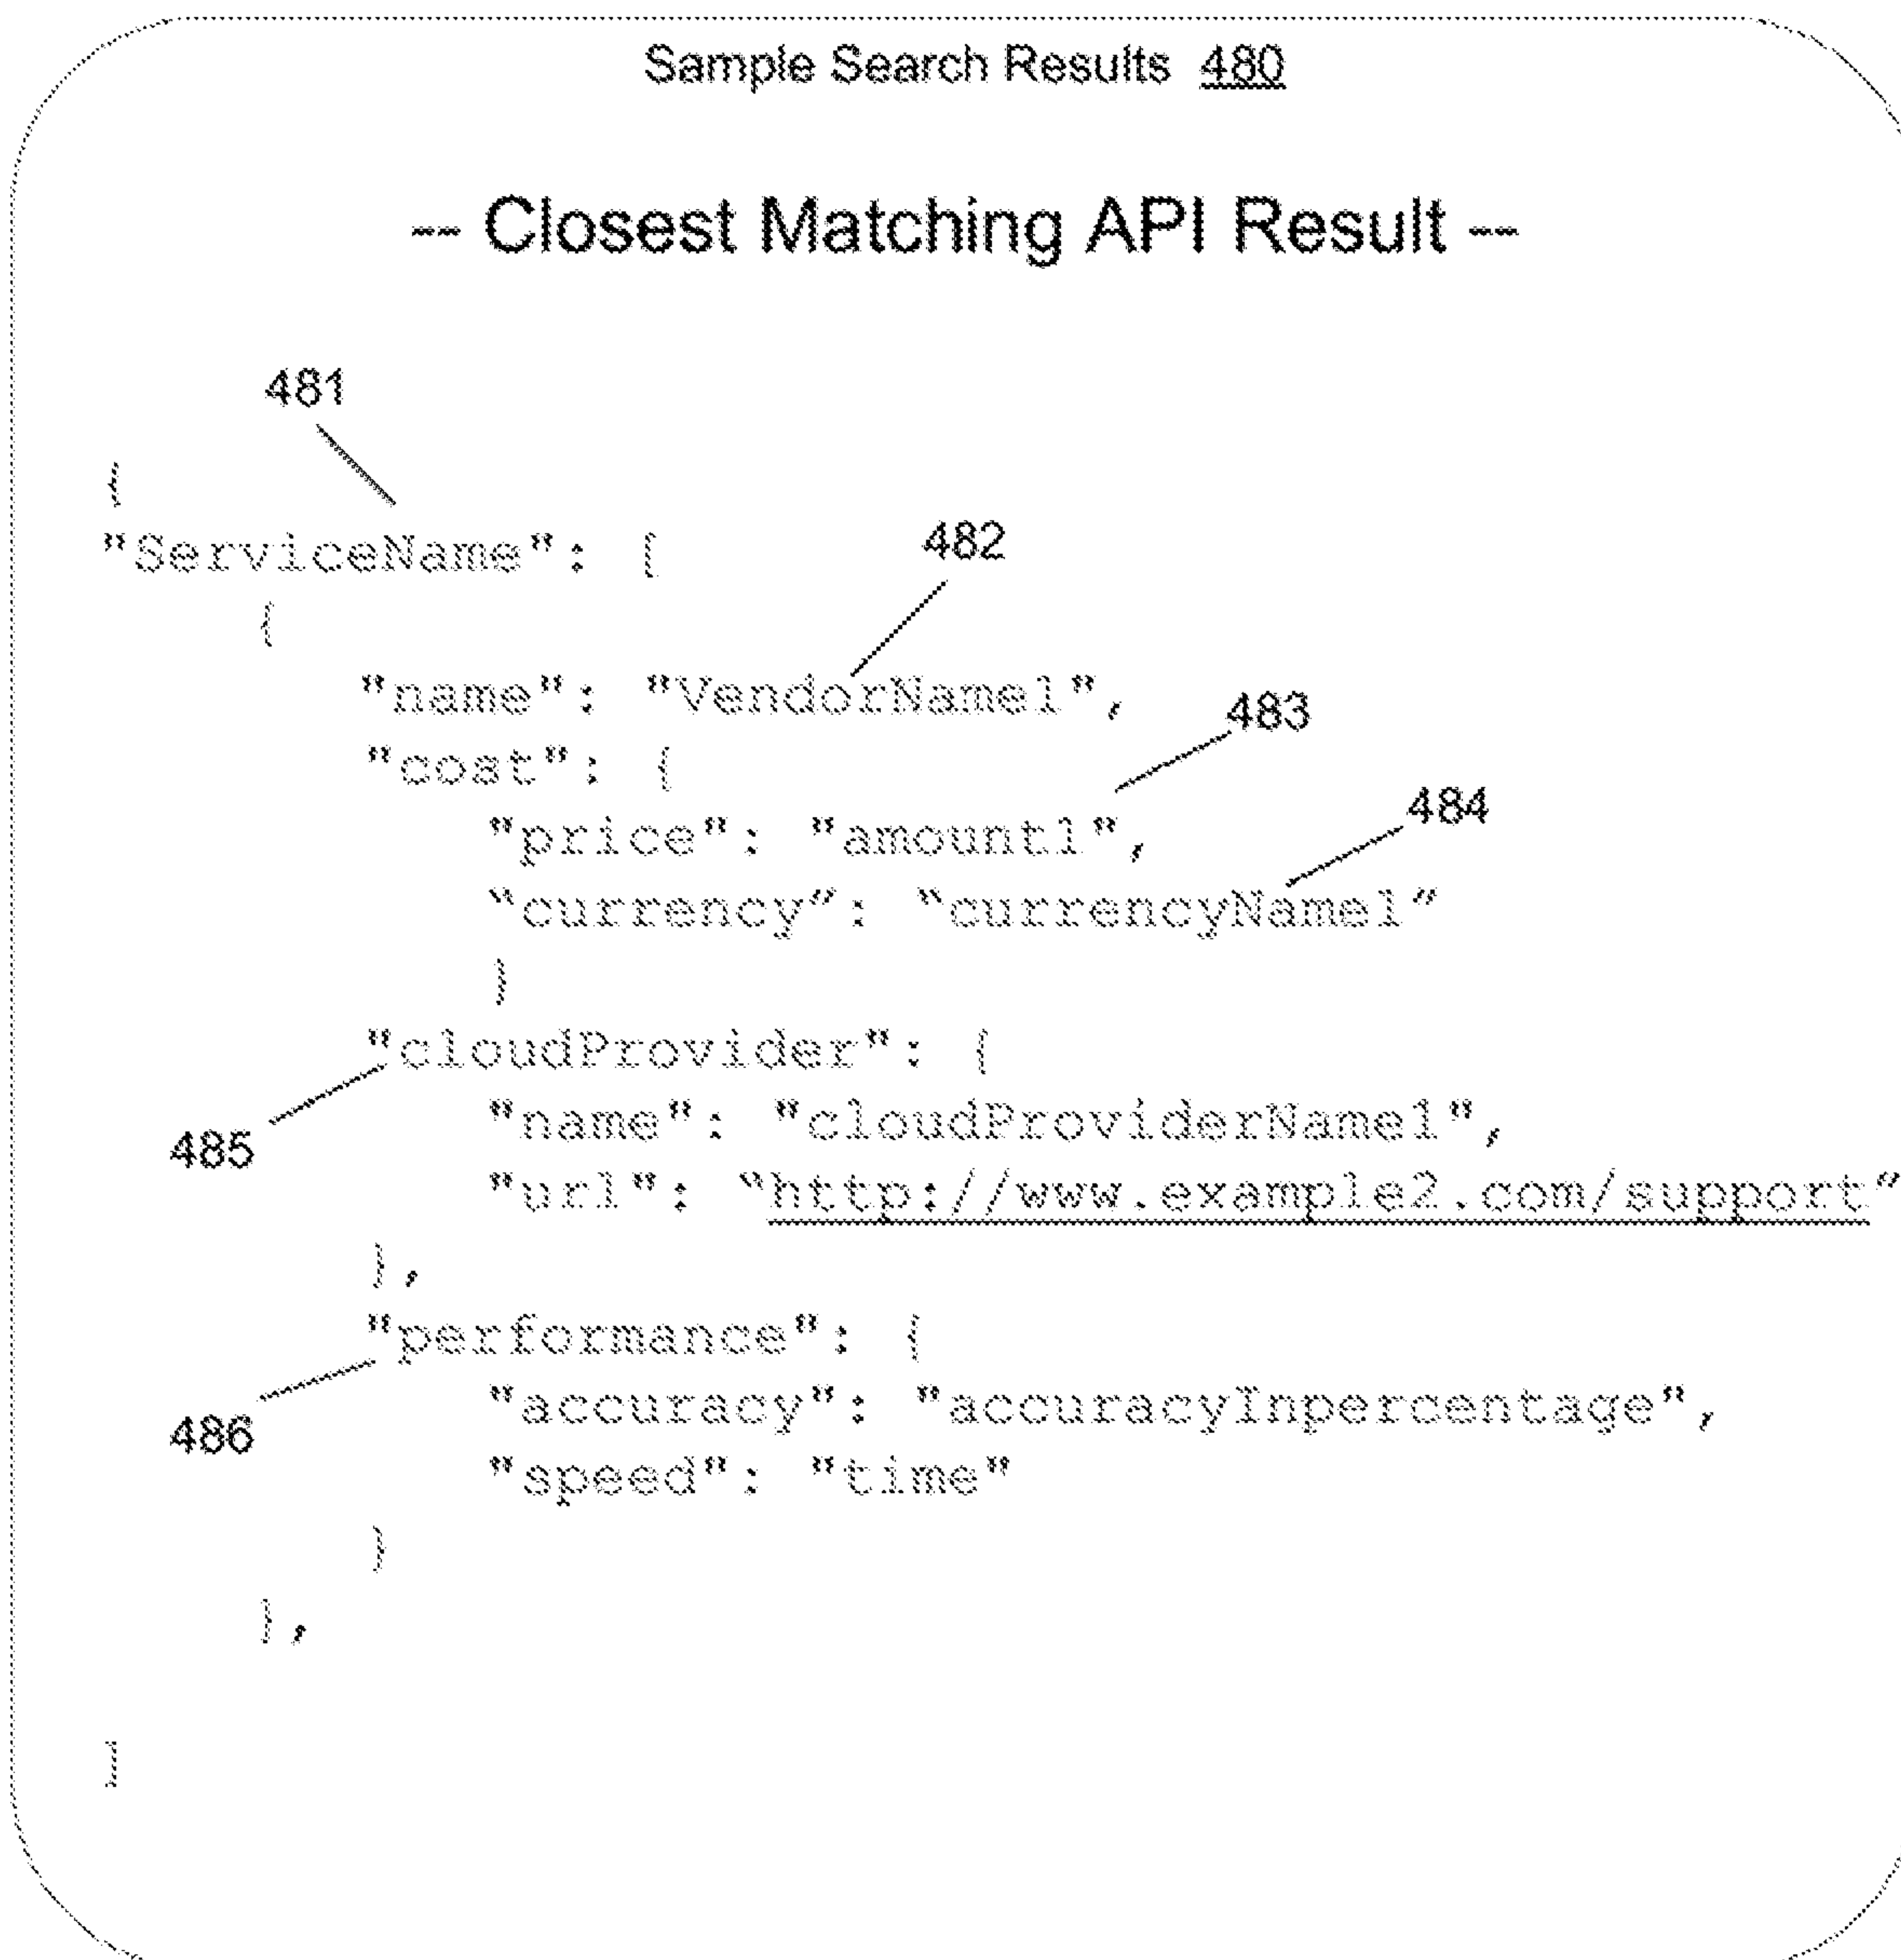 Sample Search Results 480
-- Closest Matching API Result --
481
{
"ServiceName": [
482
{
"name": "VendorName1",
483
"cost": {
484
"price": "amount1",
“currency”: “currencyName1”
}
"cloudProvider": {
485
"name": "cloudProviderName1",
"url": “http://www.example2.com/support”
},
"performance": {
486
"accuracy": "accuracyInpercentage",
"speed": "time"
}
},
]